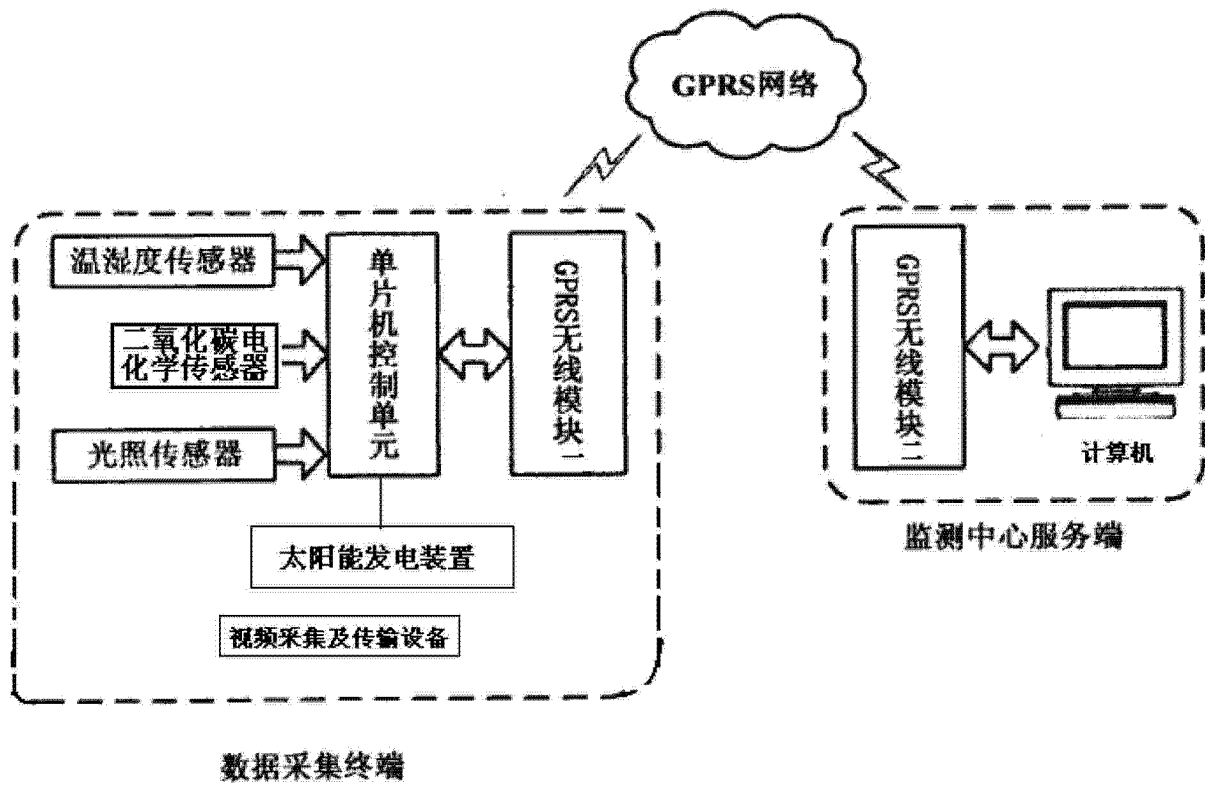 GPRS网络
温湿度传感器
二氧化碳电
化学传感器
光照传感器
单片机控制单元
GPRS无线模块一
太阳能发电装置
视频采集及传输设备
数据采集终端
GPRS无线模块二
计算机
监测中心服务端